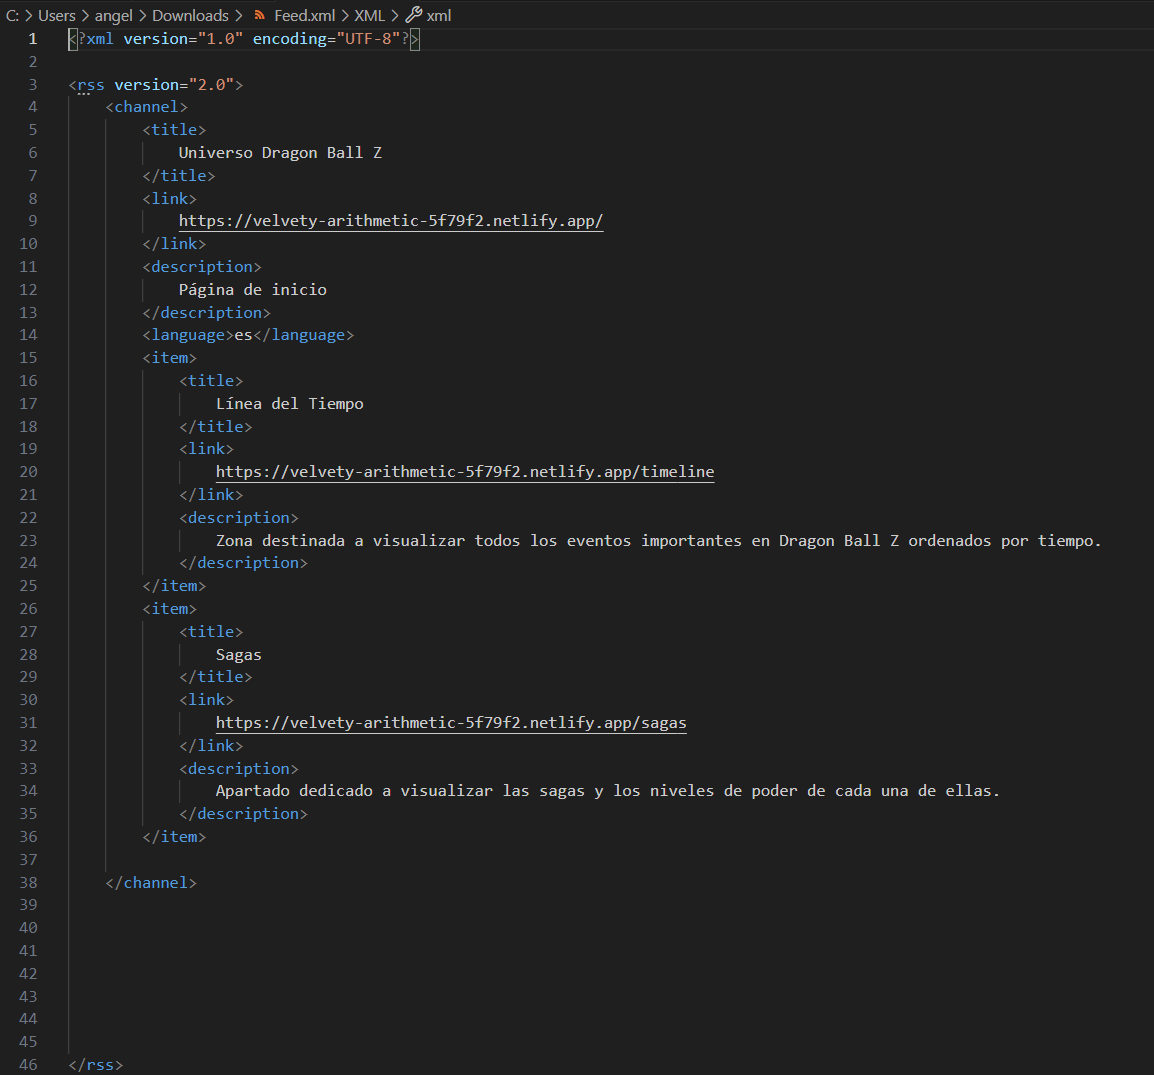 C: > Users > angel > Downloads > Feed.xml > XML > xml
1 <?xml version="1.0" encoding="UTF-8"?>
2
3 <rss version="2.0">
4     <channel>
5         <title>
6             Universo Dragon Ball Z
7         </title>
8         <link>
9             https://velvety-arithmetic-5f79f2.netlify.app/
10         </link>
11         <description>
12             Página de inicio
13         </description>
14         <language>es</language>
15         <item>
16             <title>
17                 Línea del Tiempo
18             </title>
19             <link>
20                 https://velvety-arithmetic-5f79f2.netlify.app/timeline
21             </link>
22             <description>
23                 Zona destinada a visualizar todos los eventos importantes en Dragon Ball Z ordenados por tiempo.
24             </description>
25         </item>
26         <item>
27             <title>
28                 Sagas
29             </title>
30             <link>
31                 https://velvety-arithmetic-5f79f2.netlify.app/sagas
32             </link>
33             <description>
34                 Apartado dedicado a visualizar las sagas y los niveles de poder de cada una de ellas.
35             </description>
36         </item>
37
38     </channel>
39
40
41
42
43
44
45
46 </rss>